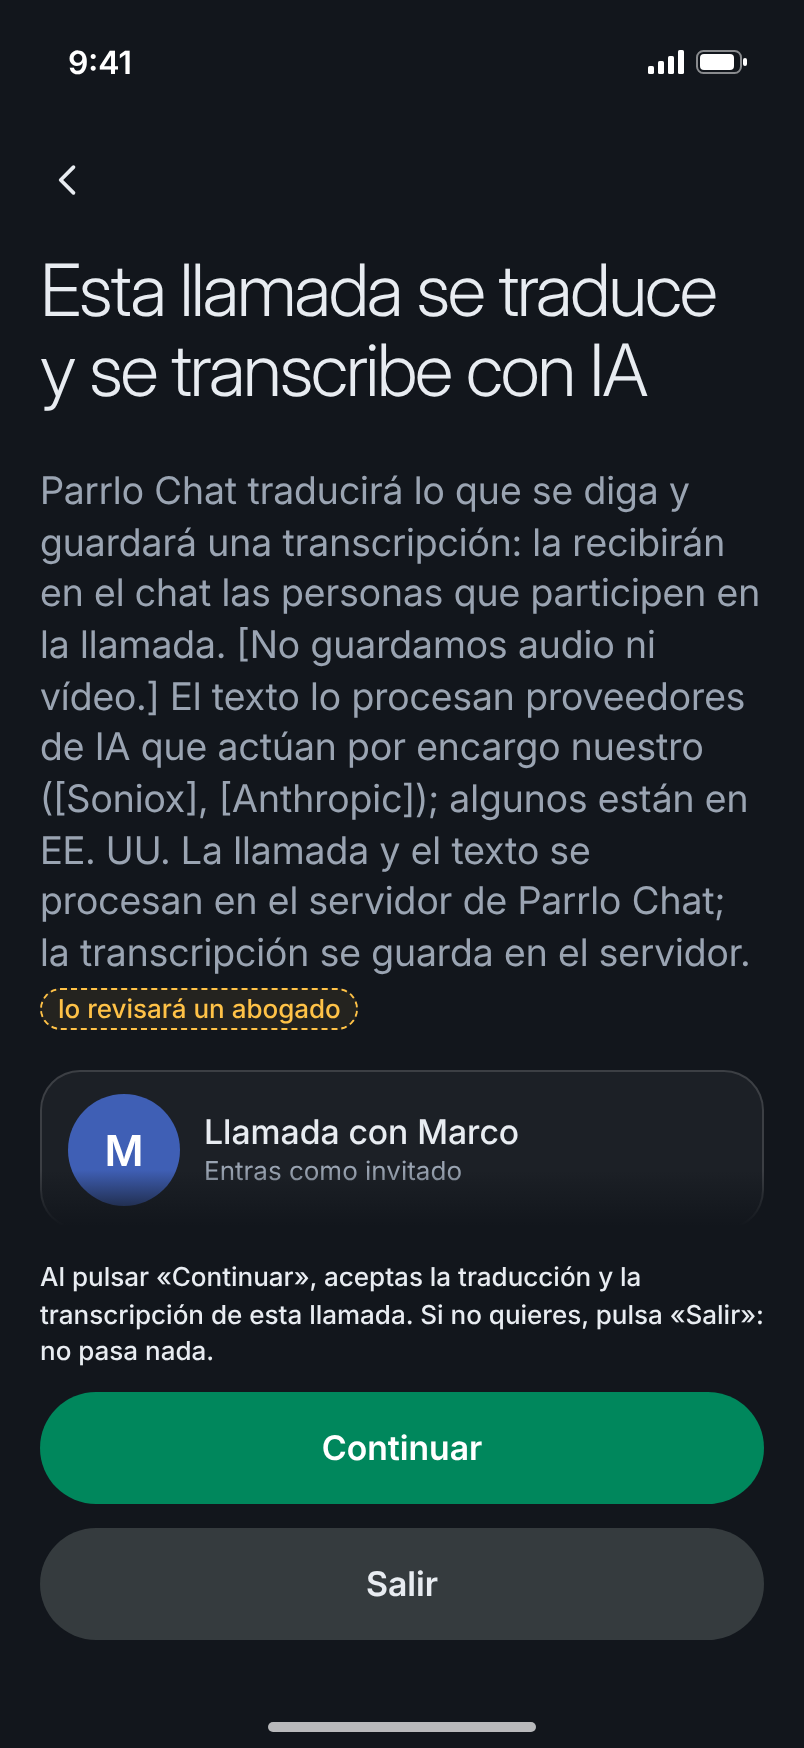 9:41
Esta llamada se traduce
y se transcribe con IA
Parrlo Chat traducirá lo que se diga y
guardará una transcripción: la recibirán
en el chat las personas que participen en
la llamada. [No guardamos audio ni
vídeo.] El texto lo procesan proveedores
de IA que actúan por encargo nuestro
([Soniox], [Anthropic]); algunos están en
EE. UU. La llamada y el texto se
procesan en el servidor de Parrlo Chat;
la transcripción se guarda en el servidor.
lo revisará un abogado
M
Llamada con Marco
Entras como invitado
Al pulsar «Continuar», aceptas la traducción y la
transcripción de esta llamada. Si no quieres, pulsa «Salir»:
no pasa nada.
Continuar
Salir